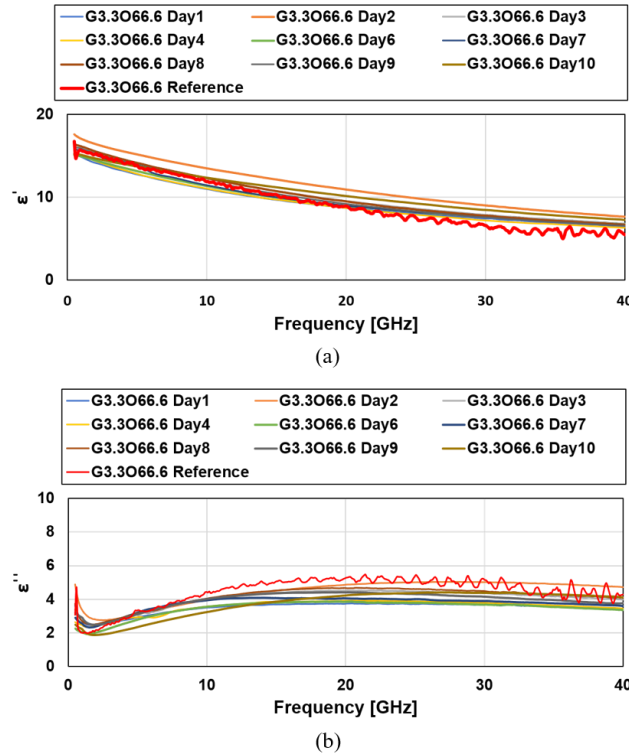 G3.3O66.6 Day1 G3.3O66.6 Day2 G3.3O66.6 Day3
G3.3O66.6 Day4 G3.3O66.6 Day6 G3.3O66.6 Day7
G3.3O66.6 Day8 G3.3O66.6 Day9 G3.3O66.6 Day10
G3.3O66.6 Reference
20
10
0
ε'
0 10 20 30 40
Frequency [GHz]
(a)
G3.3O66.6 Day1 G3.3O66.6 Day2 G3.3O66.6 Day3
G3.3O66.6 Day4 G3.3O66.6 Day6 G3.3O66.6 Day7
G3.3O66.6 Day8 G3.3O66.6 Day9 G3.3O66.6 Day10
G3.3O66.6 Reference
10
8
6
4
2
0
ε''
0 10 20 30 40
Frequency [GHz]
(b)